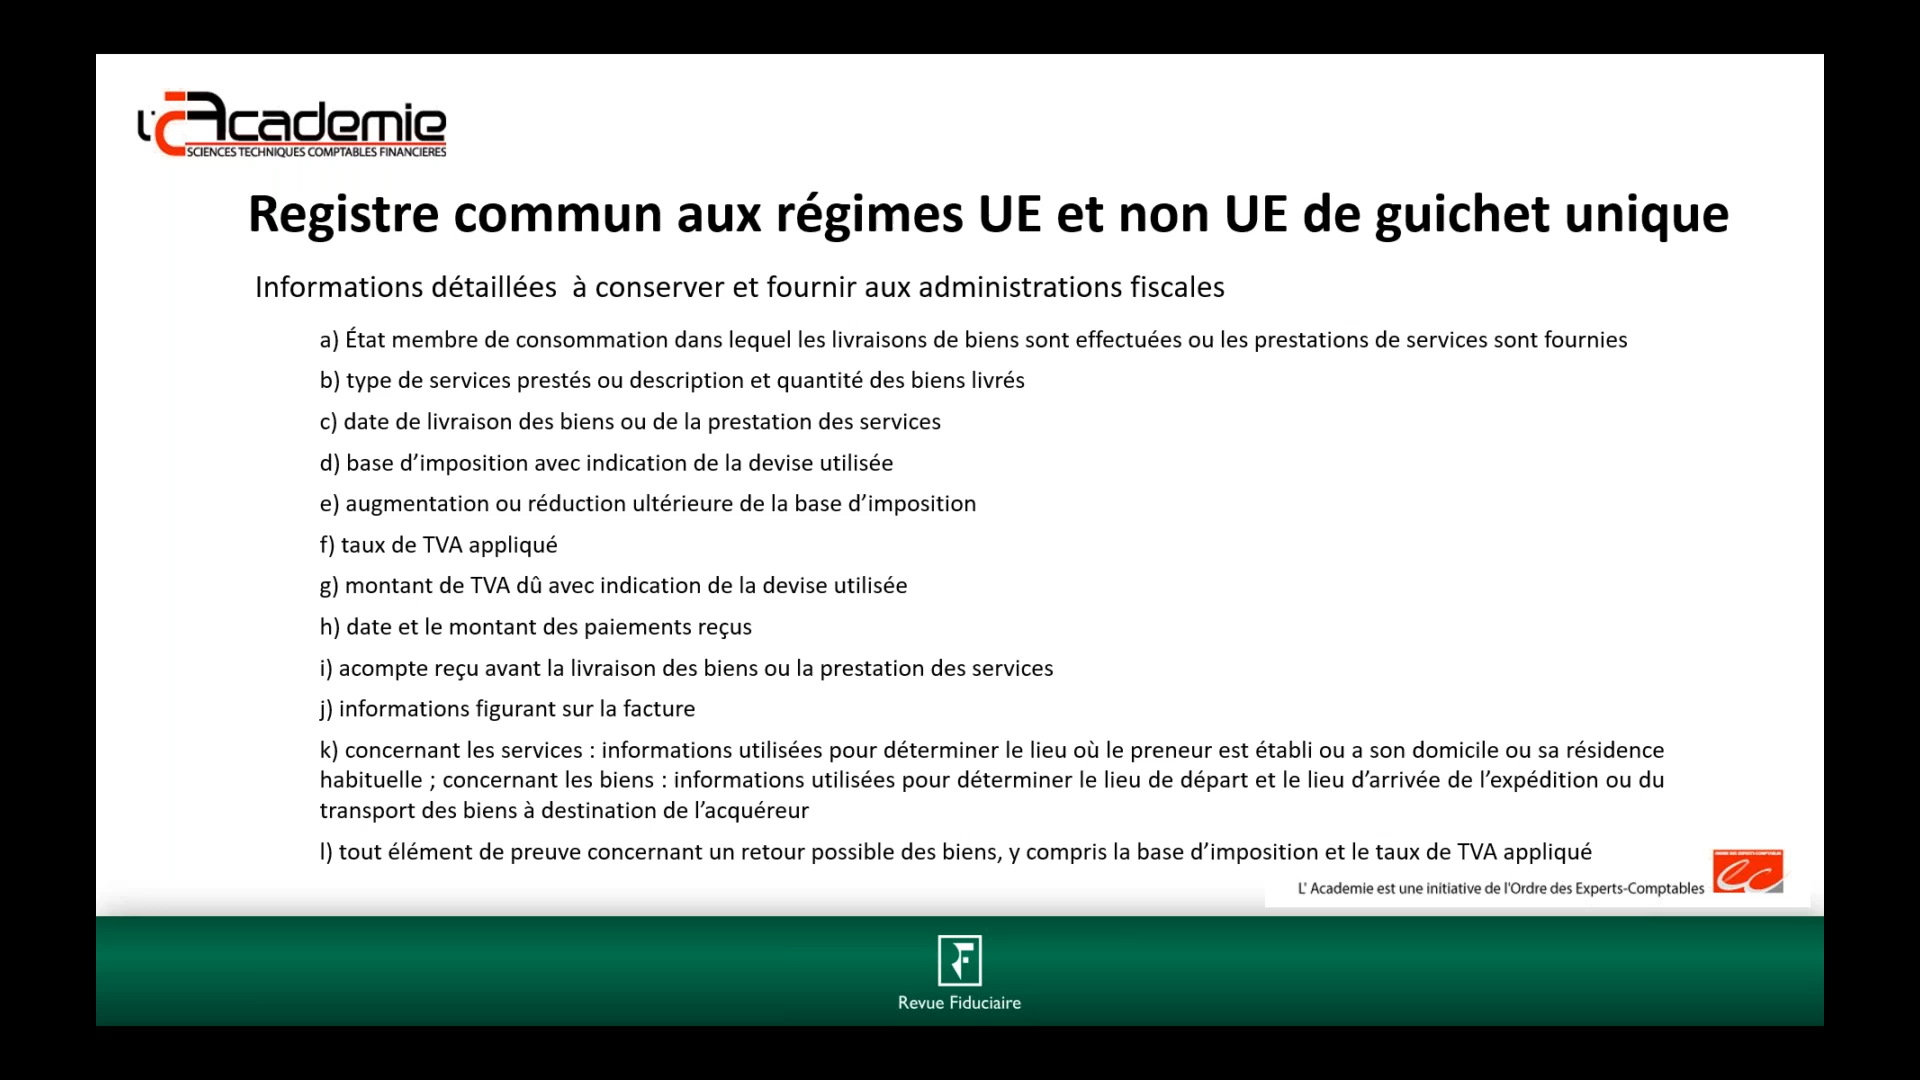 L'Academie
SCIENCES TECHNIQUES COMPTABLES FINANCIERES
Registre commun aux régimes UE et non UE de guichet unique
Informations détaillées  à conserver et fournir aux administrations fiscales
a) État membre de consommation dans lequel les livraisons de biens sont effectuées ou les prestations de services sont fournies
b) type de services prestés ou description et quantité des biens livrés
c) date de livraison des biens ou de la prestation des services
d) base d’imposition avec indication de la devise utilisée
e) augmentation ou réduction ultérieure de la base d’imposition
f) taux de TVA appliqué
g) montant de TVA dû avec indication de la devise utilisée
h) date et le montant des paiements reçus
i) acompte reçu avant la livraison des biens ou la prestation des services
j) informations figurant sur la facture
k) concernant les services : informations utilisées pour déterminer le lieu où le preneur est établi ou a son domicile ou sa résidence
habituelle ; concernant les biens : informations utilisées pour déterminer le lieu de départ et le lieu d’arrivée de l’expédition ou du
transport des biens à destination de l’acquéreur
l) tout élément de preuve concernant un retour possible des biens, y compris la base d’imposition et le taux de TVA appliqué
ORDRE DES EXPERTS-COMPTABLES
ec
L' Academie est une initiative de l'Ordre des Experts-Comptables
F
Revue Fiduciaire